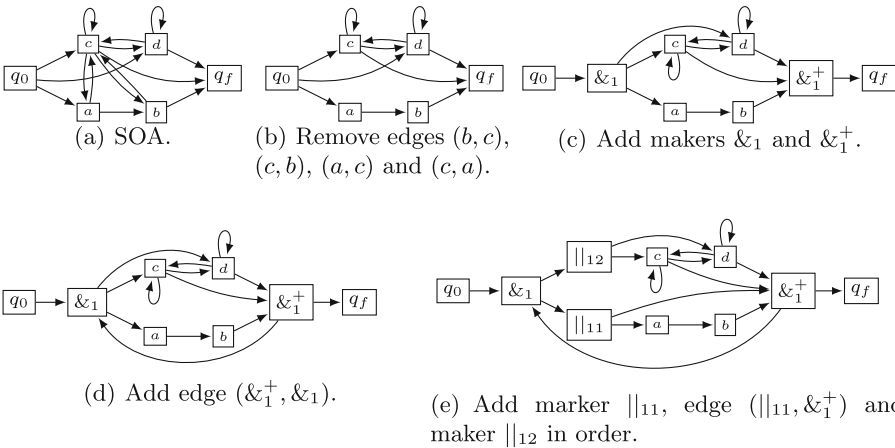 q0 c d a b qf
q0 c d a b qf
q0 &1 c d a b &1+ qf
(a) SOA.
(b) Remove edges (b, c),
(c, b), (a, c) and (c, a).
(c) Add makers &1 and &1+.
q0 &1 c d a b &1+ qf
q0 &1 ||12 ||11 c d a b &1+ qf
(d) Add edge (&1+, &1).
(e) Add marker ||11, edge (||11, &1+) and
maker ||12 in order.